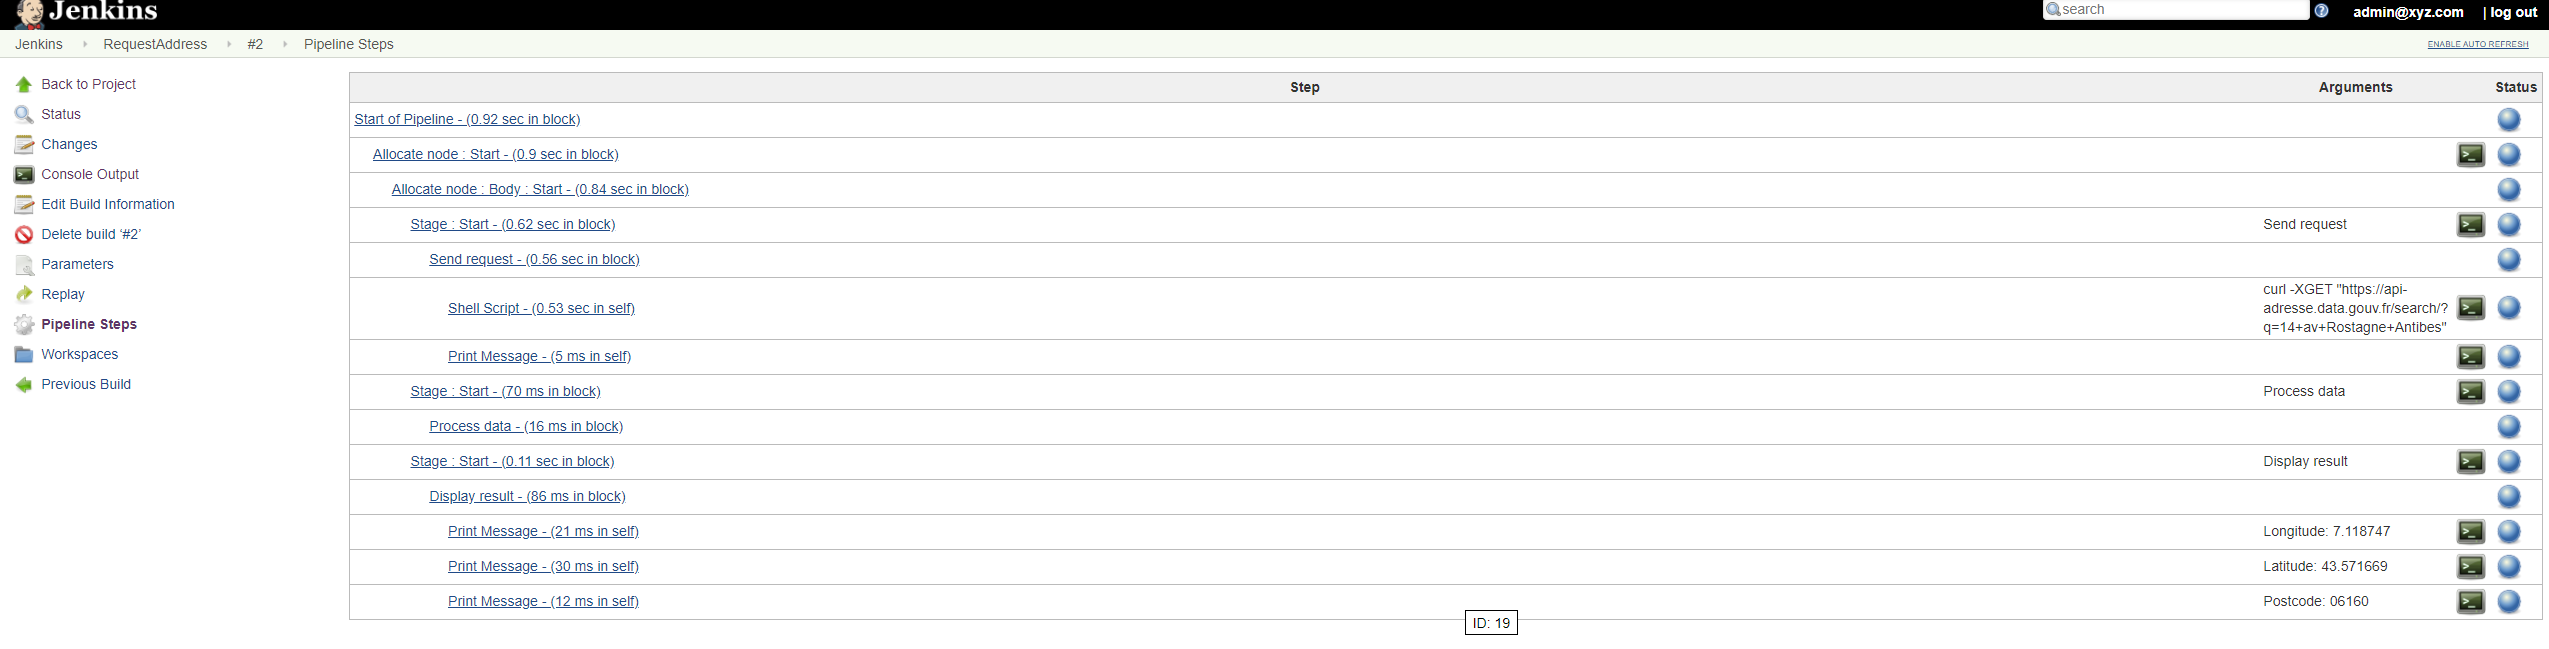 Jenkins
search
admin@xyz.com | log out
Jenkins RequestAddress #2 Pipeline Steps
ENABLE AUTO REFRESH
Back to Project
Status
Changes
Console Output
Edit Build Information
Delete build ‘#2’
Parameters
Replay
Pipeline Steps
Workspaces
Previous Build
Step Arguments Status
Start of Pipeline - (0.92 sec in block)
Allocate node : Start - (0.9 sec in block)
Allocate node : Body : Start - (0.84 sec in block)
Stage : Start - (0.62 sec in block) Send request
Send request - (0.56 sec in block)
Shell Script - (0.53 sec in self)
curl -XGET "https://api-
adresse.data.gouv.fr/search/?
q=14+av+Rostagne+Antibes"
Print Message - (5 ms in self)
Stage : Start - (70 ms in block) Process data
Process data - (16 ms in block)
Stage : Start - (0.11 sec in block) Display result
Display result - (86 ms in block)
Print Message - (21 ms in self) Longitude: 7.118747
Print Message - (30 ms in self) Latitude: 43.571669
Print Message - (12 ms in self) Postcode: 06160
ID: 19